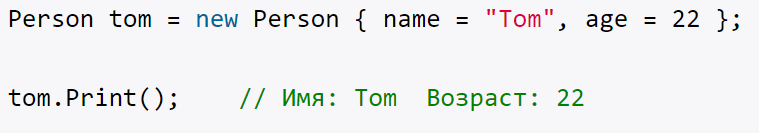 Person tom = new Person { name = "Tom", age = 22 };
tom.Print();    // Имя: Tom  Возраст: 22